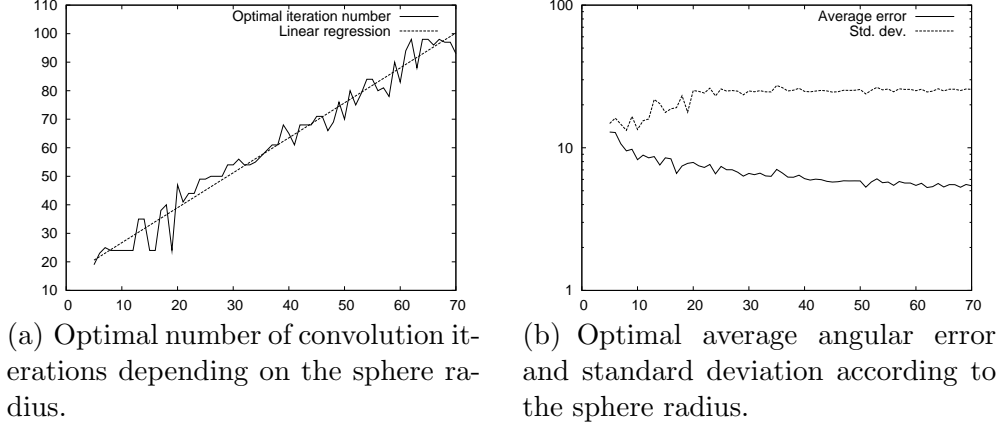 110
100
90
80
70
60
50
40
30
20
10
0 10 20 30 40 50 60 70
Optimal iteration number
Linear regression
(a) Optimal number of convolution it-
erations depending on the sphere ra-
dius.
100
10
1
0 10 20 30 40 50 60 70
Average error
Std. dev.
(b) Optimal average angular error
and standard deviation according to
the sphere radius.